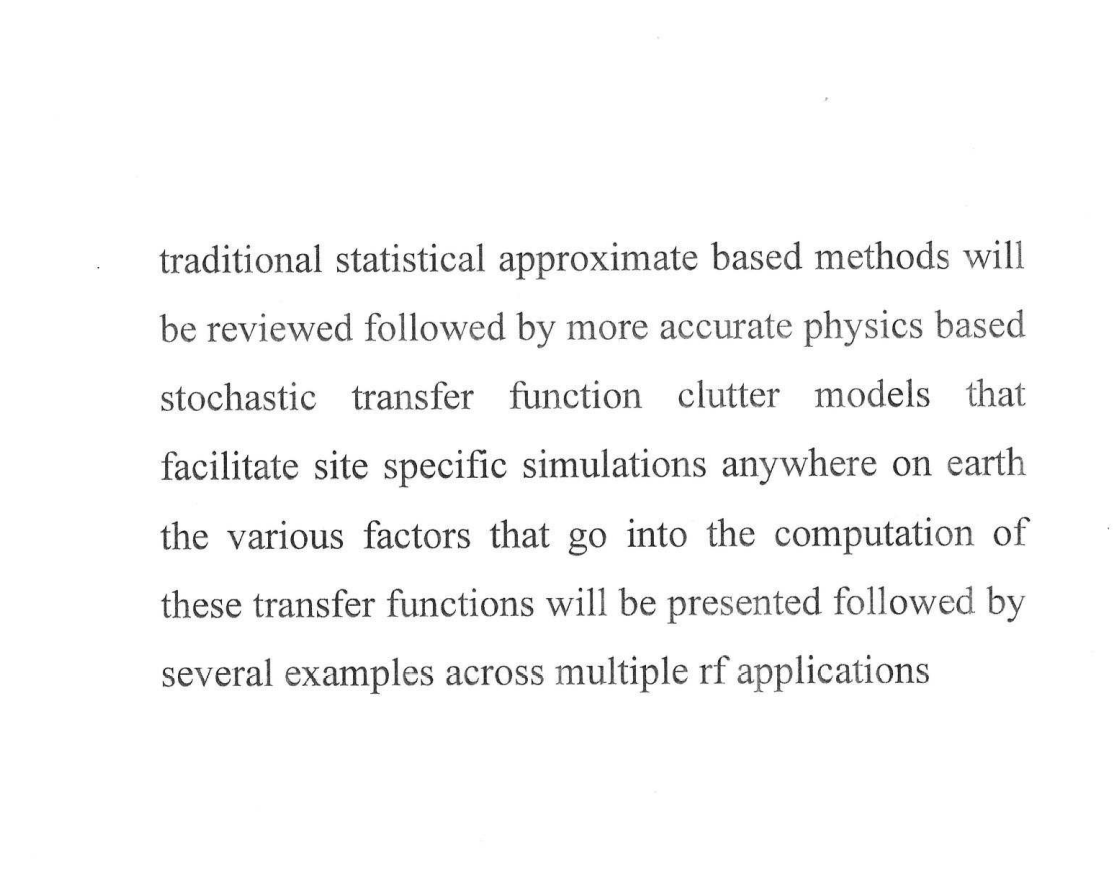 traditional statistical approximate based methods will
be reviewed followed by more accurate physics based
stochastic transfer function clutter models that
facilitate site specific simulations anywhere on earth
the various factors that go into the computation of
these transfer functions will be presented followed by
several examples across multiple rf applications